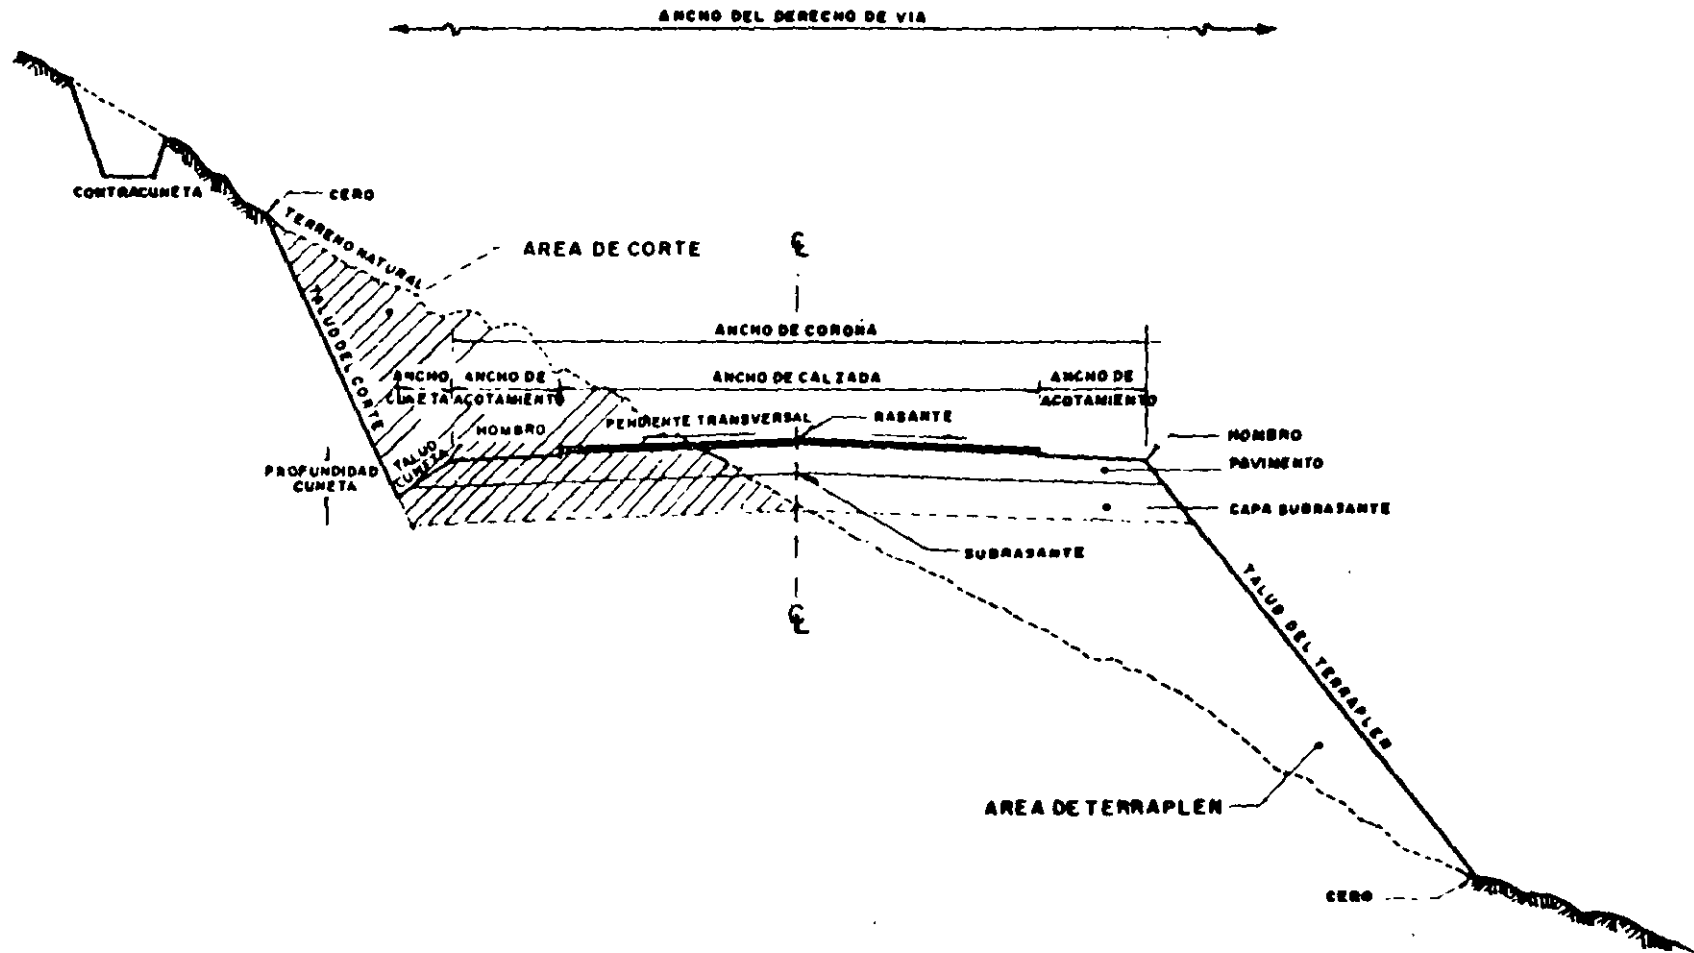 ANCHO DEL DERECHO DE VIA
CONTRACUNETA
CERO
TERRENO NATURAL
AREA DE CORTE
℄
TALUD DEL CORTE
ANCHO DE CORONA
ANCHO
CUNETA
ANCHO DE
ACOTAMIENTO
ANCHO DE CALZADA
ANCHO DE
ACOTAMIENTO
HOMBRO
PENDIENTE TRANSVERSAL
RASANTE
HOMBRO
TALUD
CUNETA
PROFUNDIDAD
CUNETA
PAVIMENTO
CAPA SUBRASANTE
SUBRASANTE
℄
TALUD DEL TERRAPLEN
AREA DE TERRAPLEN
CERO